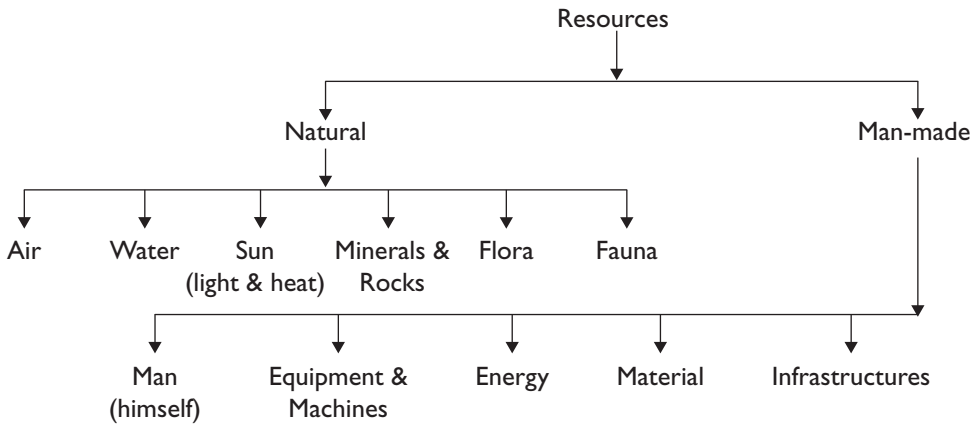 Resources
Natural
Man-made
Air
Water
Sun
(light & heat)
Minerals &
Rocks
Flora
Fauna
Man
(himself)
Equipment &
Machines
Energy
Material
Infrastructures